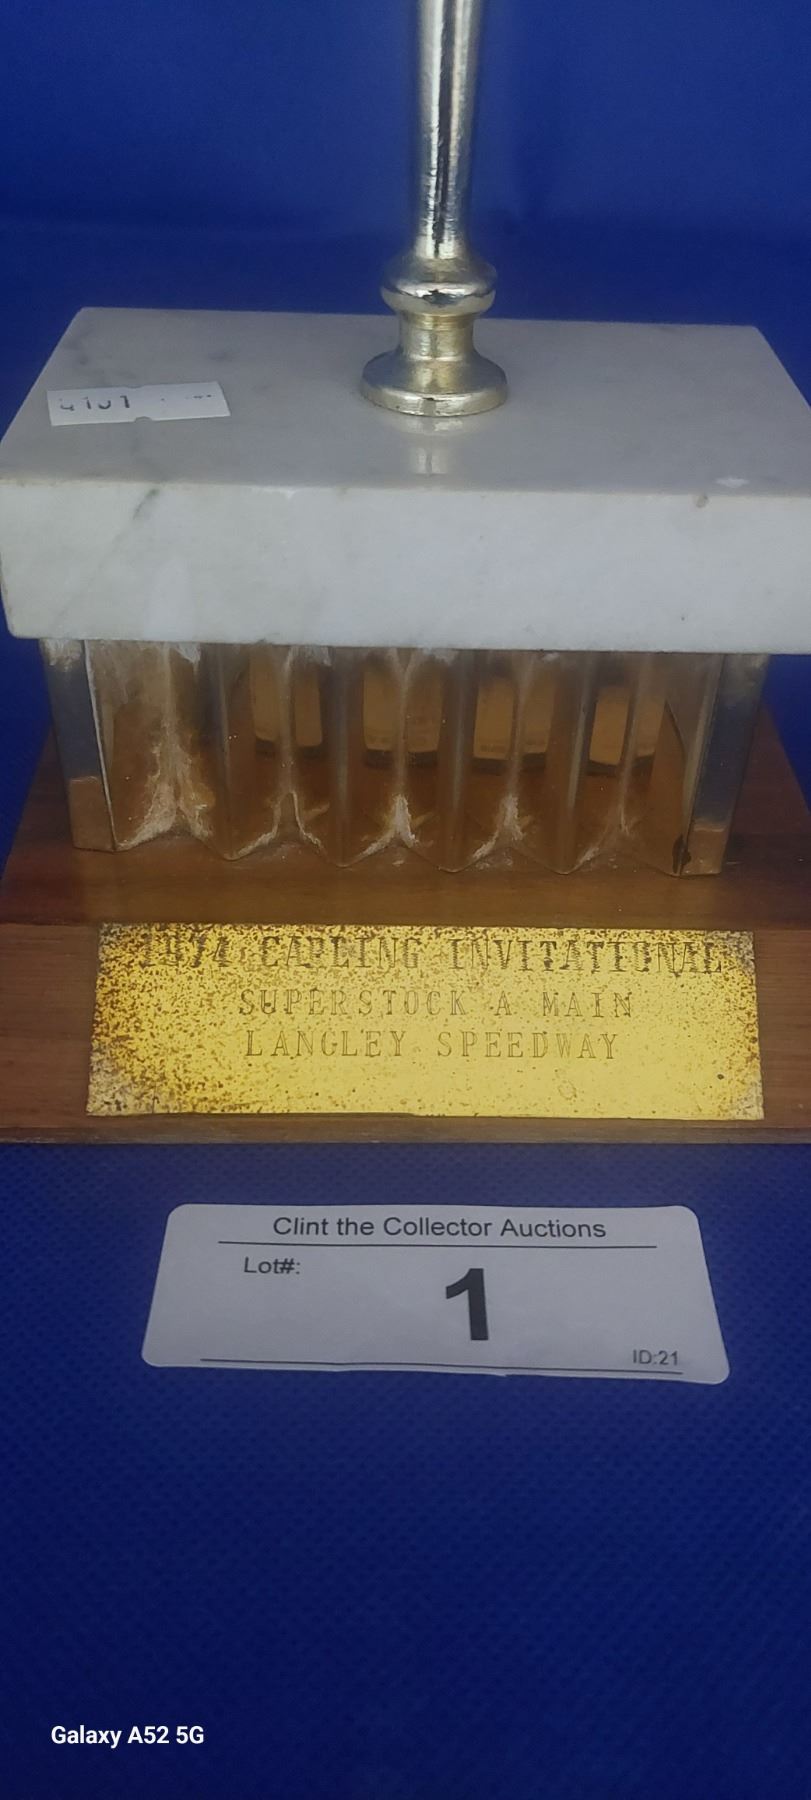 1974 CARLING INVITATIONAL
SUPERSTOCK A MAIN
LANGLEY SPEEDWAY
Clint the Collector Auctions
Lot#:
1
ID:21
Galaxy A52 5G